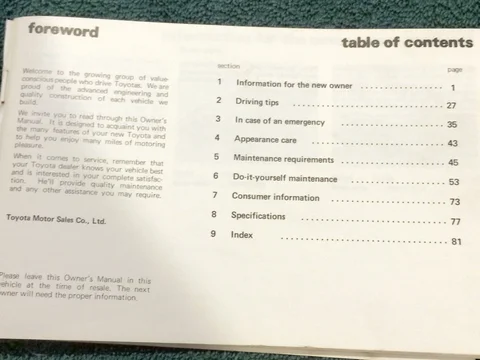 foreword
Welcome to the growing group of value-
conscious people who drive Toyotas. We are
proud of the advanced engineering and
quality construction of each vehicle we
build.
We invite you to read through this Owner's
Manual. It is designed to acquaint you with
the many features of your new Toyota and
to help you enjoy many miles of motoring
pleasure.
When it comes to service, remember that
your Toyota dealer knows your vehicle best
and is interested in your complete satisfac-
tion. He'll provide quality maintenance
and any other assistance you may require.
Toyota Motor Sales Co., Ltd.
Please leave this Owner's Manual in this
vehicle at the time of resale. The next
owner will need the proper information.
table of contents
section page
1 Information for the new owner ................ 1
2 Driving tips ................ 27
3 In case of an emergency ................ 35
4 Appearance care ................ 43
5 Maintenance requirements ................ 45
6 Do-it-yourself maintenance ................ 53
7 Consumer information ................ 73
8 Specifications ................ 77
9 Index ................ 81